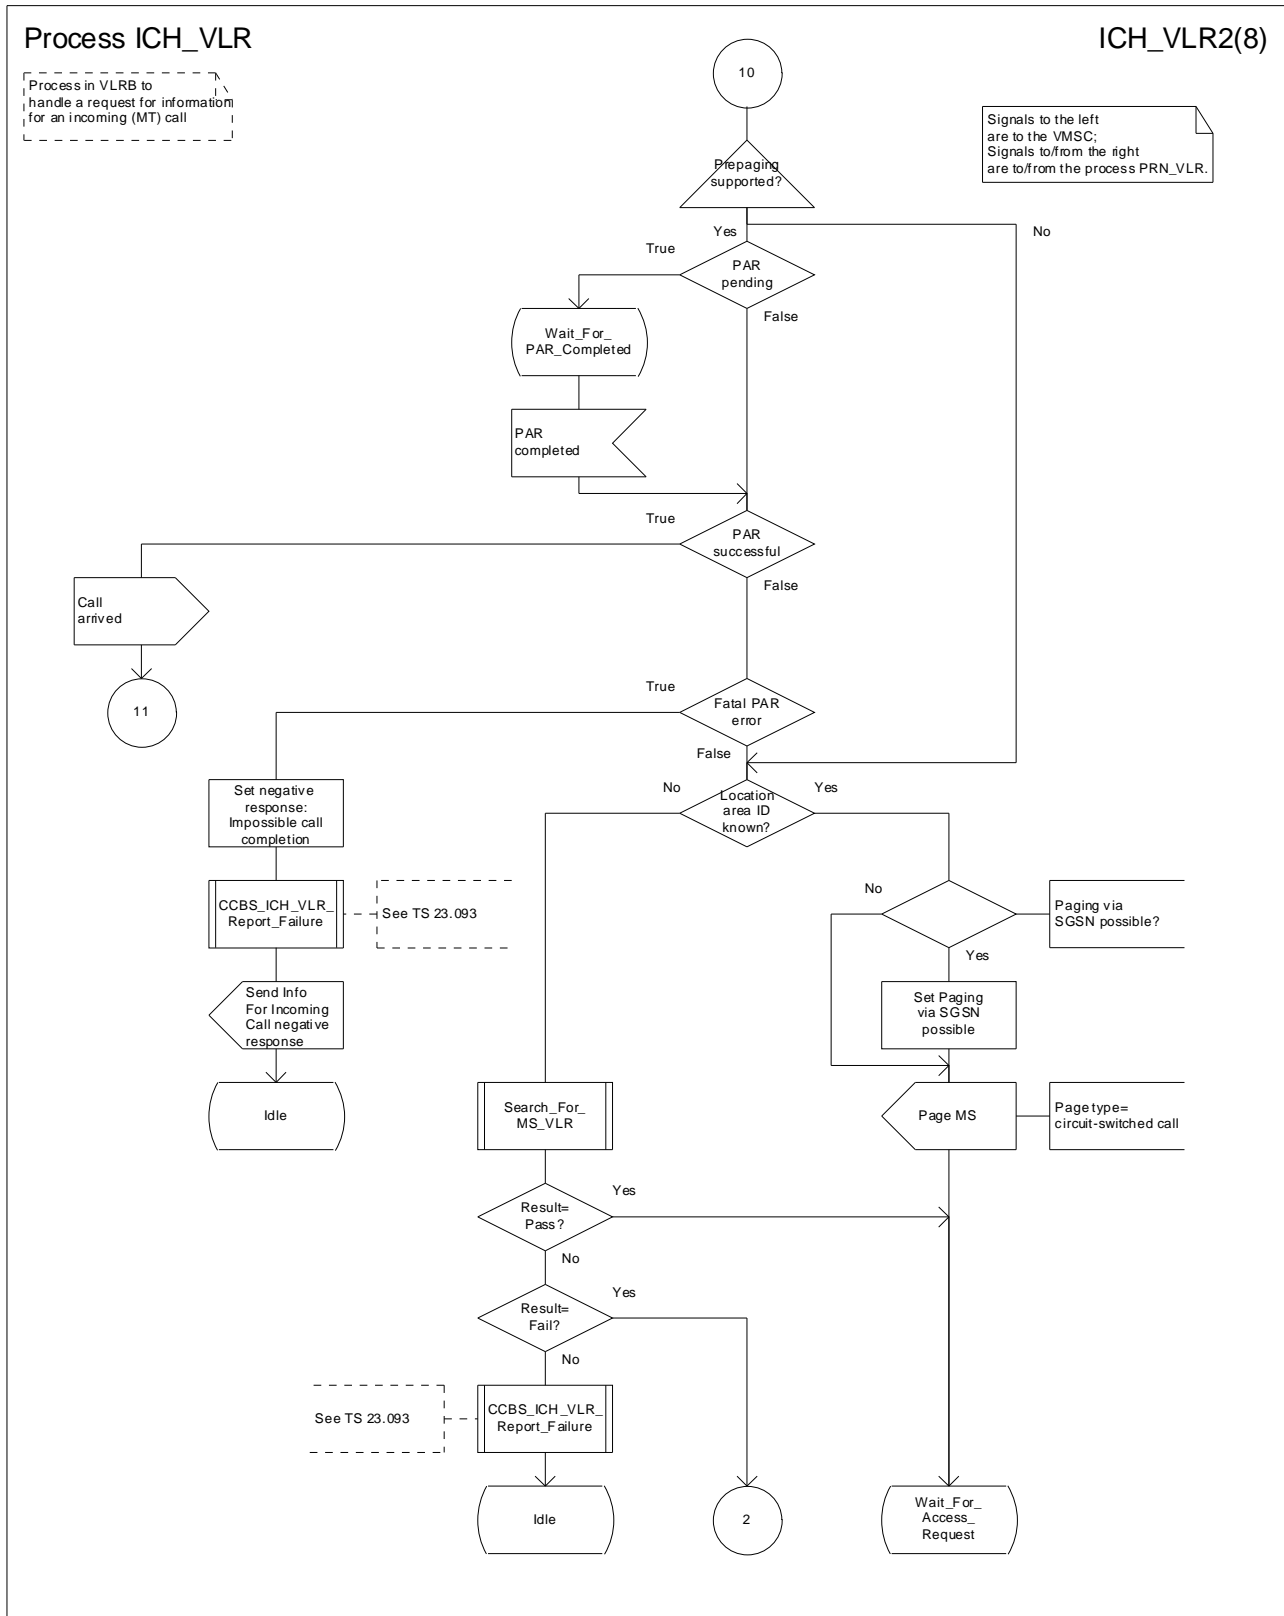 Process ICH_VLR
ICH_VLR2(8)
Process in VLRB to
handle a request for information
for an incoming (MT) call
10
Signals to the left
are to the VMSC;
Signals to/from the right
are to/from the process PRN_VLR.
Prepaging
supported?
Yes
No
True
PAR
pending
False
Wait_For_
PAR_Completed
PAR
completed
True
PAR
successful
False
Call
arrived
11
True
Fatal PAR
error
False
No
Yes
Location
area ID
known?
Set negative
response:
Impossible call
completion
CCBS_ICH_VLR_
Report_Failure
See TS 23.093
No
Paging via
SGSN possible?
Yes
Send Info
For Incoming
Call negative
response
Set Paging
via SGSN
possible
Idle
Search_For_
MS_VLR
Page MS
Page type=
circuit-switched call
Result=
Pass?
Yes
No
Result=
Fail?
Yes
No
See TS 23.093
CCBS_ICH_VLR_
Report_Failure
Idle
2
Wait_For_
Access_
Request